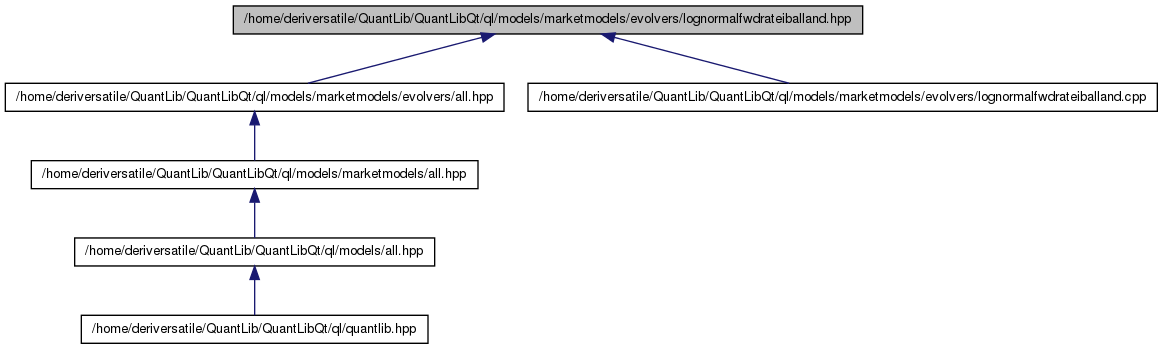 /home/deriversatile/QuantLib/QuantLibQt/ql/models/marketmodels/evolvers/lognormalfwdrateiballand.hpp
/home/deriversatile/QuantLib/QuantLibQt/ql/models/marketmodels/evolvers/all.hpp
/home/deriversatile/QuantLib/QuantLibQt/ql/models/marketmodels/evolvers/lognormalfwdrateiballand.cpp
/home/deriversatile/QuantLib/QuantLibQt/ql/models/marketmodels/all.hpp
/home/deriversatile/QuantLib/QuantLibQt/ql/models/all.hpp
/home/deriversatile/QuantLib/QuantLibQt/ql/quantlib.hpp